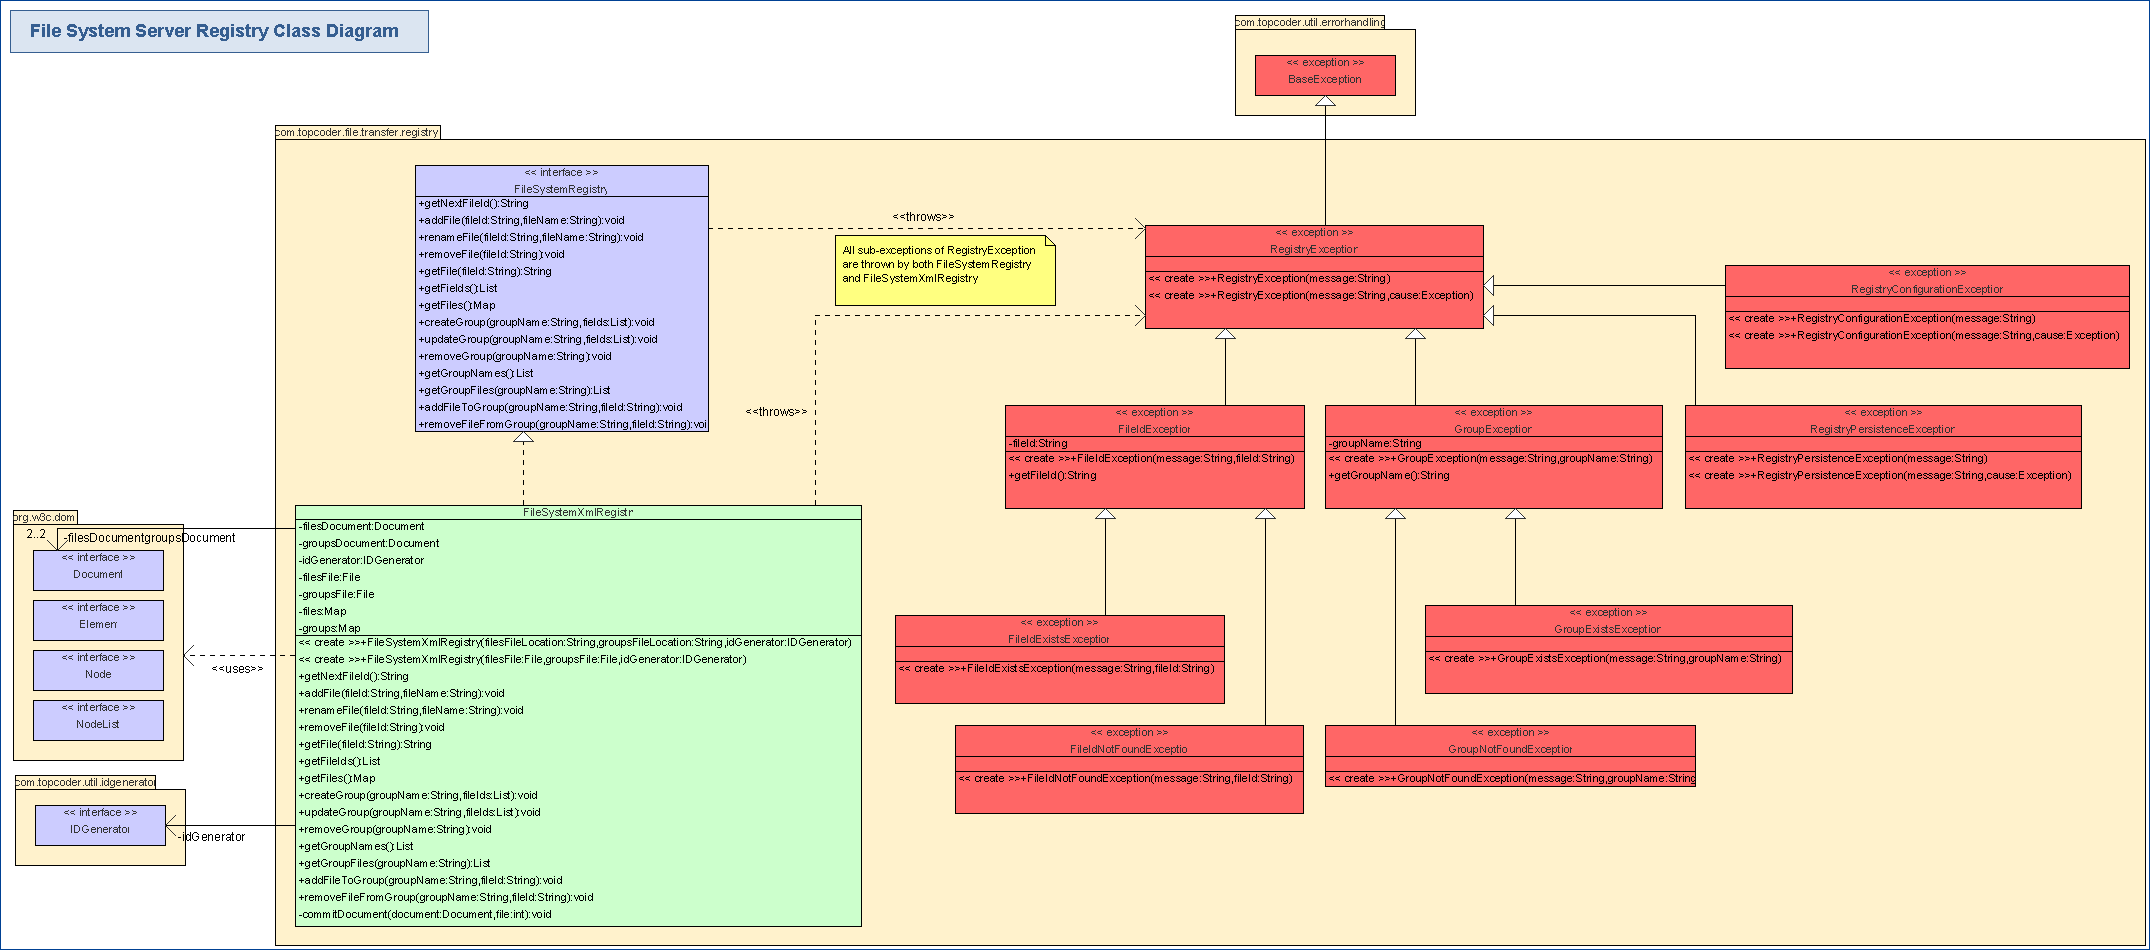 File System Server Registry Class Diagram
com.topcoder.util.errorhandling
<< exception >>
BaseException
com.topcoder.file.transfer.registry
<< interface >>
FileSystemRegistry
+getNextFileId():String
+addFile(fileId:String,fileName:String):void
+renameFile(fileId:String,fileName:String):void
+removeFile(fileId:String):void
+getFile(fileId:String):String
+getFields():List
+getFiles():Map
+createGroup(groupName:String,fields:List):void
+updateGroup(groupName:String,fields:List):void
+removeGroup(groupName:String):void
+getGroupNames():List
+getGroupFiles(groupName:String):List
+addFileToGroup(groupName:String,fileId:String):void
+removeFileFromGroup(groupName:String,fileId:String):voi
<<throws>>
All sub-exceptions of RegistryException
are thrown by both FileSystemRegistry
and FileSystemXmlRegistry
<< exception >>
RegistryException
<< create >>+RegistryException(message:String)
<< create >>+RegistryException(message:String,cause:Exception)
<< exception >>
RegistryConfigurationException
<< create >>+RegistryConfigurationException(message:String)
<< create >>+RegistryConfigurationException(message:String,cause:Exception)
<<throws>>
<< exception >>
FileIdException
-fileId:String
<< create >>+FileIdException(message:String,fileId:String)
+getFileId():String
<< exception >>
GroupException
-groupName:String
<< create >>+GroupException(message:String,groupName:String)
+getGroupName():String
<< exception >>
RegistryPersistenceException
<< create >>+RegistryPersistenceException(message:String)
<< create >>+RegistryPersistenceException(message:String,cause:Exception)
FileSystemXmlRegistr
-filesDocument:Document
-groupsDocument:Document
-idGenerator:IDGenerator
-filesFile:File
-groupsFile:File
-files:Map
-groups:Map
<< create >>+FileSystemXmlRegistry(filesFileLocation:String,groupsFileLocation:String,idGenerator:IDGenerator)
<< create >>+FileSystemXmlRegistry(filesFile:File,groupsFile:File,idGenerator:IDGenerator)
+getNextFileId():String
+addFile(fileId:String,fileName:String):void
+renameFile(fileId:String,fileName:String):void
+removeFile(fileId:String):void
+getFile(fileId:String):String
+getFileIds():List
+getFiles():Map
+createGroup(groupName:String,fileIds:List):void
+updateGroup(groupName:String,fileIds:List):void
+removeGroup(groupName:String):void
+getGroupNames():List
+getGroupFiles(groupName:String):List
+addFileToGroup(groupName:String,fileId:String):void
+removeFileFromGroup(groupName:String,fileId:String):void
-commitDocument(document:Document,file:int):void
org.w3c.dom
2..2
-filesDocumentgroupsDocument
<< interface >>
Document
<< interface >>
Element
<< interface >>
Node
<< interface >>
NodeList
<<uses>>
com.topcoder.util.idgenerator
<< interface >>
IDGenerator
-idGenerator
<< exception >>
FileIdExistsException
<< create >>+FileIdExistsException(message:String,fileId:String)
<< exception >>
GroupExistsException
<< create >>+GroupExistsException(message:String,groupName:String)
<< exception >>
FileIdNotFoundExceptio
<< create >>+FileIdNotFoundException(message:String,fileId:String)
<< exception >>
GroupNotFoundException
<< create >>+GroupNotFoundException(message:String,groupName:String